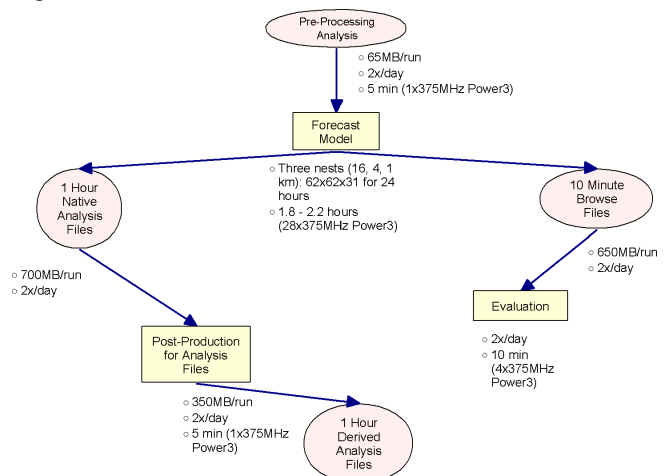 Pre-Processing
Analysis
○ 65MB/run
○ 2x/day
○ 5 min (1x375MHz Power3)
Forecast
Model
○ Three nests (16, 4, 1
km): 62x62x31 for 24
hours
○ 1.8 - 2.2 hours
(28x375MHz Power3)
1 Hour
Native
Analysis
Files
10 Minute
Browse
Files
○ 700MB/run
○ 2x/day
○ 650MB/run
○ 2x/day
Evaluation
○ 2x/day
○ 10 min
(4x375MHz
Power3)
Post-Production
for Analysis
Files
○ 350MB/run
○ 2x/day
○ 5 min (1x375MHz
Power3)
1 Hour
Derived
Analysis
Files